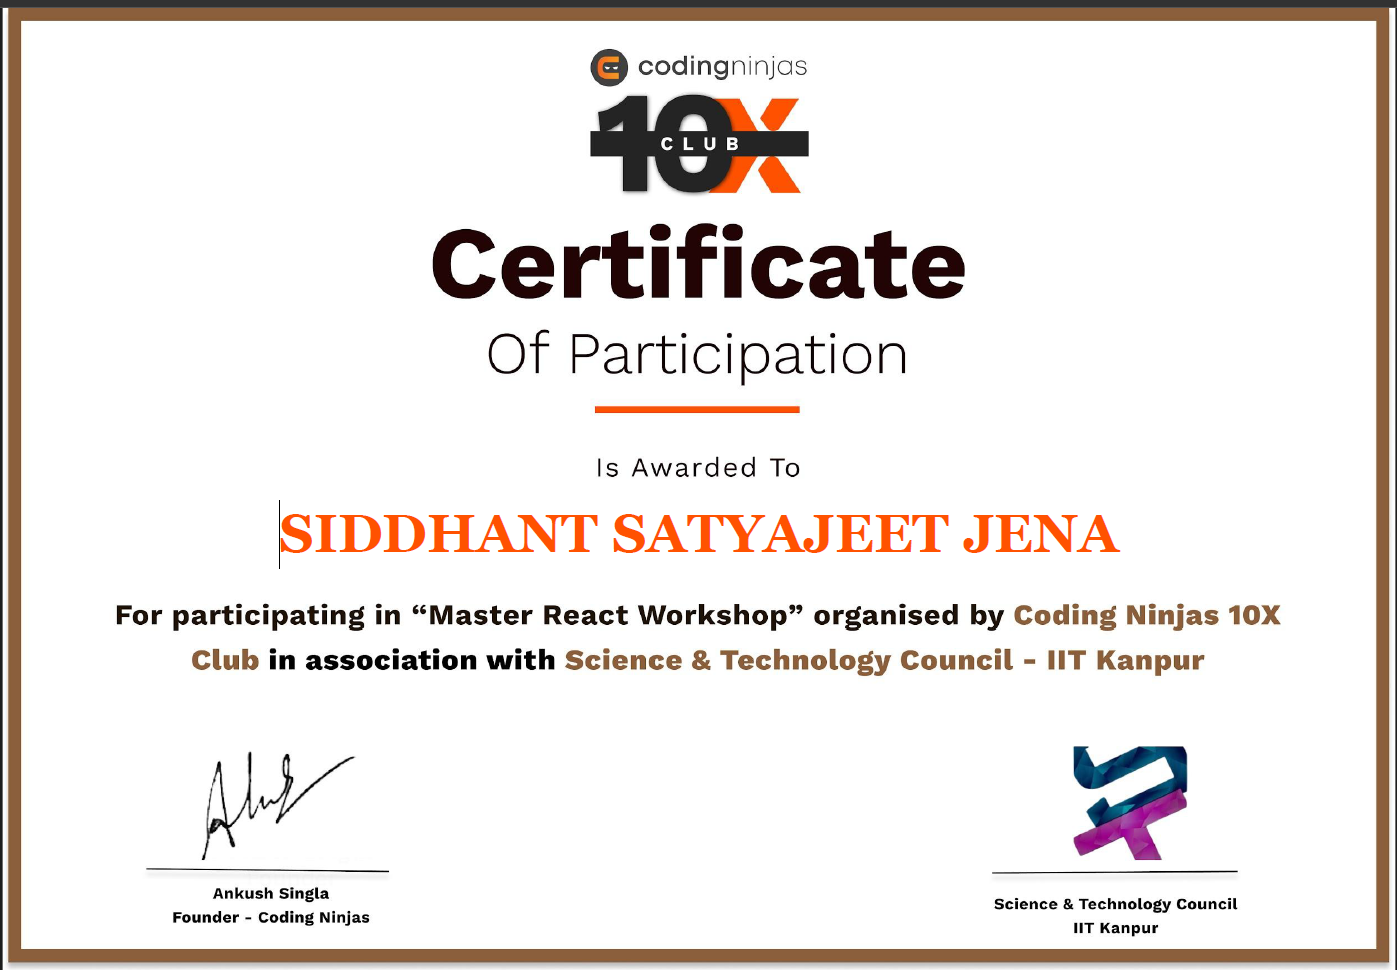 codingninjas
10X
CLUB
Certificate
Of Participation
Is Awarded To
SIDDHANT SATYAJEET JENA
For participating in “Master React Workshop” organised by Coding Ninjas 10X
Club in association with Science & Technology Council - IIT Kanpur
Ankush Singla
Founder - Coding Ninjas
Science & Technology Council
IIT Kanpur